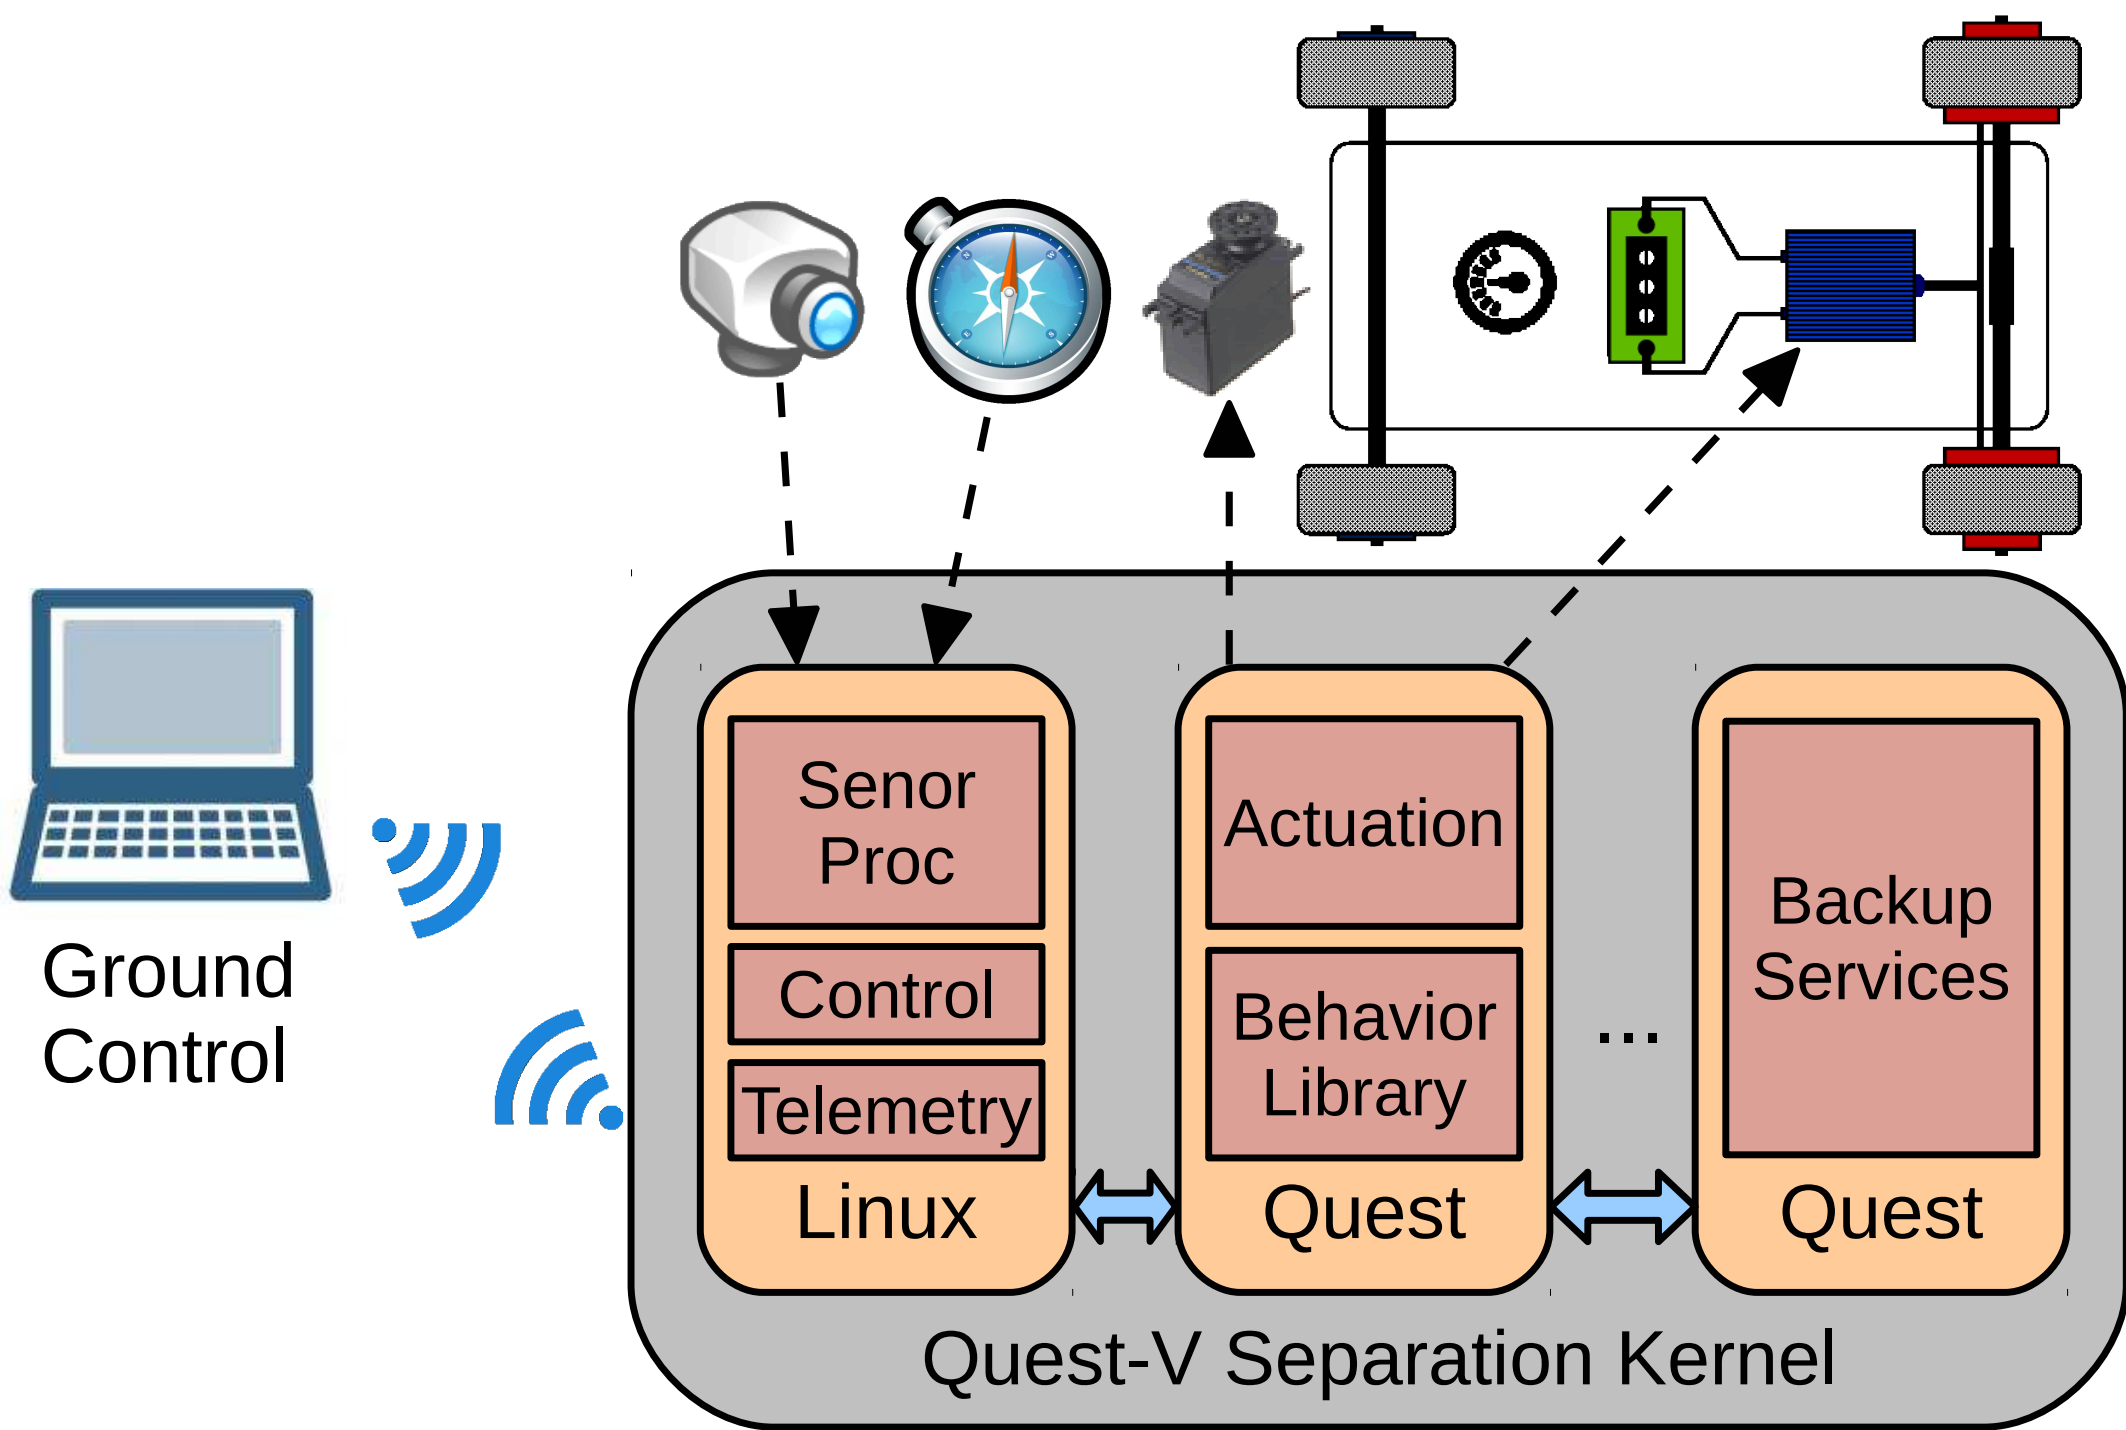 Ground
Control
Senor
Proc
Control
Telemetry
Linux
Actuation
Behavior
Library
Quest
...
Backup
Services
Quest
Quest-V Separation Kernel